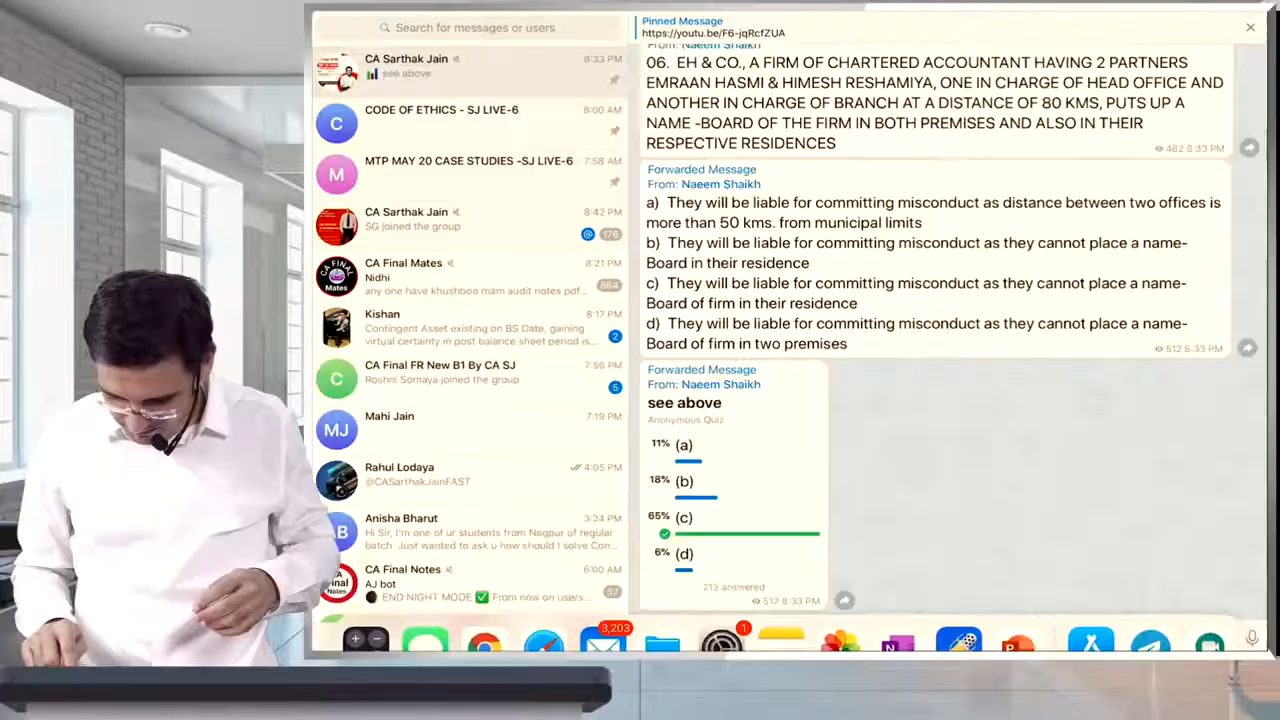 Search for messages or users
CA Sarthak Jain
8:33 PM
see above
C
CODE OF ETHICS - SJ LIVE-6
8:00 AM
M
MTP MAY 20 CASE STUDIES -SJ LIVE-6
7:58 AM
CA Sarthak Jain
8:42 PM
SG joined the group
@
176
CA FINAL
Mates
CA Final Mates
8:21 PM
Nidhi
any one have khushboo mam audit notes pdf...
864
Kishan
8:17 PM
Contingent Asset existing on BS Date, gaining
virtual certainty in post balance sheet period is...
2
C
CA Final FR New B1 By CA SJ
7:56 PM
Roshni Somaya joined the group
5
MJ
Mahi Jain
7:19 PM
Rahul Lodaya
4:05 PM
@CASarthakJainFAST
B
Anisha Bharut
3:24 PM
Hi Sir, I'm one of ur students from Nagpur of regular
batch .Just wanted to ask u how should I solve Con...
CA Final Notes
6:00 AM
AJ bot
END NIGHT MODE ✅ From now on users...
Pinned Message
https://youtu.be/F6-jqRcfZUA
From: Naeem Shaikh
06. EH & CO., A FIRM OF CHARTERED ACCOUNTANT HAVING 2 PARTNERS
EMRAAN HASMI & HIMESH RESHAMIYA, ONE IN CHARGE OF HEAD OFFICE AND
ANOTHER IN CHARGE OF BRANCH AT A DISTANCE OF 80 KMS, PUTS UP A
NAME -BOARD OF THE FIRM IN BOTH PREMISES AND ALSO IN THEIR
RESPECTIVE RESIDENCES
482 8:33 PM
Forwarded Message
From: Naeem Shaikh
a) They will be liable for committing misconduct as distance between two offices is
more than 50 kms. from municipal limits
b) They will be liable for committing misconduct as they cannot place a name-
Board in their residence
c) They will be liable for committing misconduct as they cannot place a name-
Board of firm in their residence
d) They will be liable for committing misconduct as they cannot place a name-
Board of firm in two premises
512 8:33 PM
Forwarded Message
From: Naeem Shaikh
see above
Anonymous Quiz
11% (a)
18% (b)
65% (c)
6% (d)
213 answered
512 8:33 PM
3,203
1